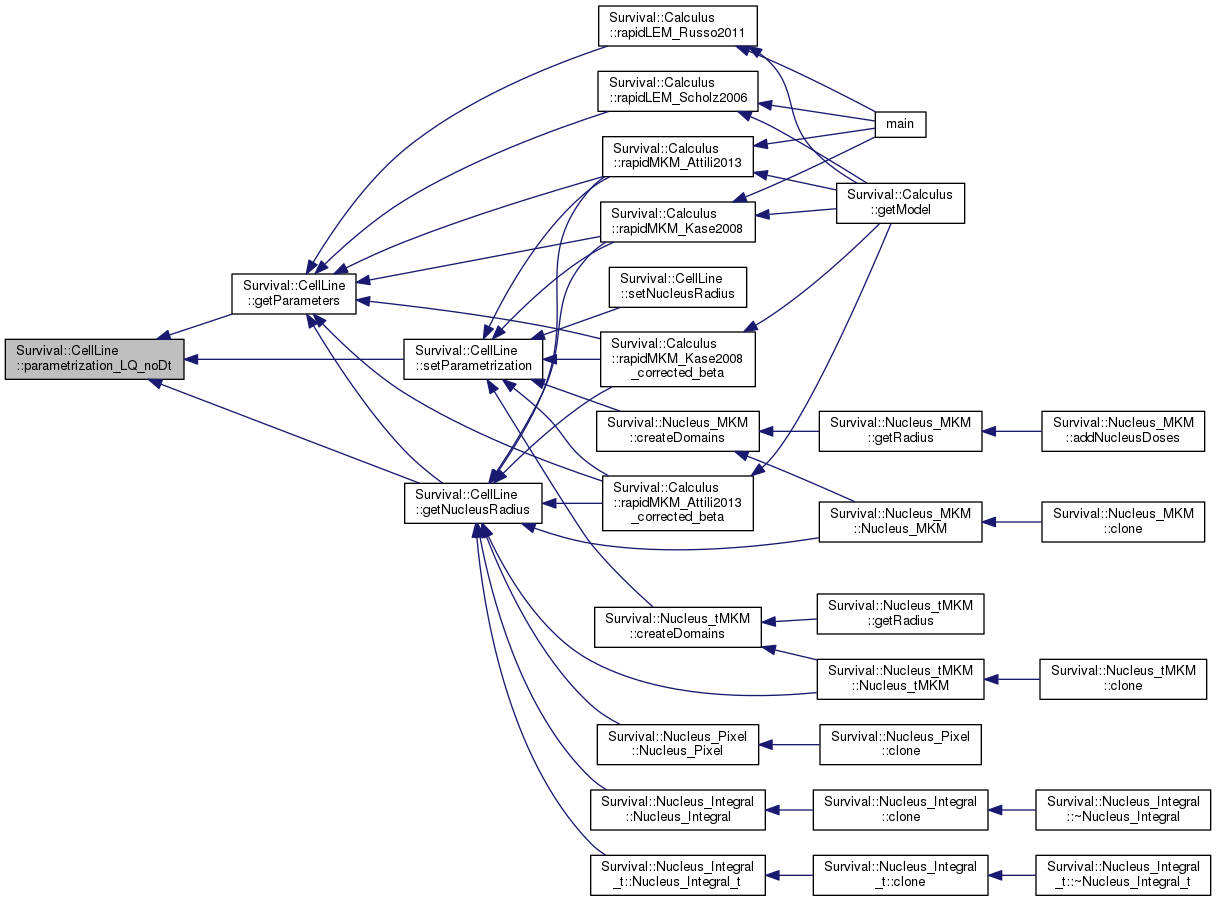 Survival::Calculus
::rapidLEM_Russo2011
Survival::Calculus
::rapidLEM_Scholz2006
main
Survival::Calculus
::rapidMKM_Attili2013
Survival::Calculus
::getModel
Survival::Calculus
::rapidMKM_Kase2008
Survival::CellLine
::getParameters
Survival::CellLine
::setNucleusRadius
Survival::CellLine
::parametrization_LQ_noDt
Survival::CellLine
::setParametrization
Survival::Calculus
::rapidMKM_Kase2008
_corrected_beta
Survival::Nucleus_MKM
::createDomains
Survival::Nucleus_MKM
::getRadius
Survival::Nucleus_MKM
::addNucleusDoses
Survival::CellLine
::getNucleusRadius
Survival::Calculus
::rapidMKM_Attili2013
_corrected_beta
Survival::Nucleus_MKM
::Nucleus_MKM
Survival::Nucleus_MKM
::clone
Survival::Nucleus_tMKM
::createDomains
Survival::Nucleus_tMKM
::getRadius
Survival::Nucleus_tMKM
::Nucleus_tMKM
Survival::Nucleus_tMKM
::clone
Survival::Nucleus_Pixel
::Nucleus_Pixel
Survival::Nucleus_Pixel
::clone
Survival::Nucleus_Integral
::Nucleus_Integral
Survival::Nucleus_Integral
::clone
Survival::Nucleus_Integral
::~Nucleus_Integral
Survival::Nucleus_Integral
_t::Nucleus_Integral_t
Survival::Nucleus_Integral
_t::clone
Survival::Nucleus_Integral
_t::~Nucleus_Integral_t